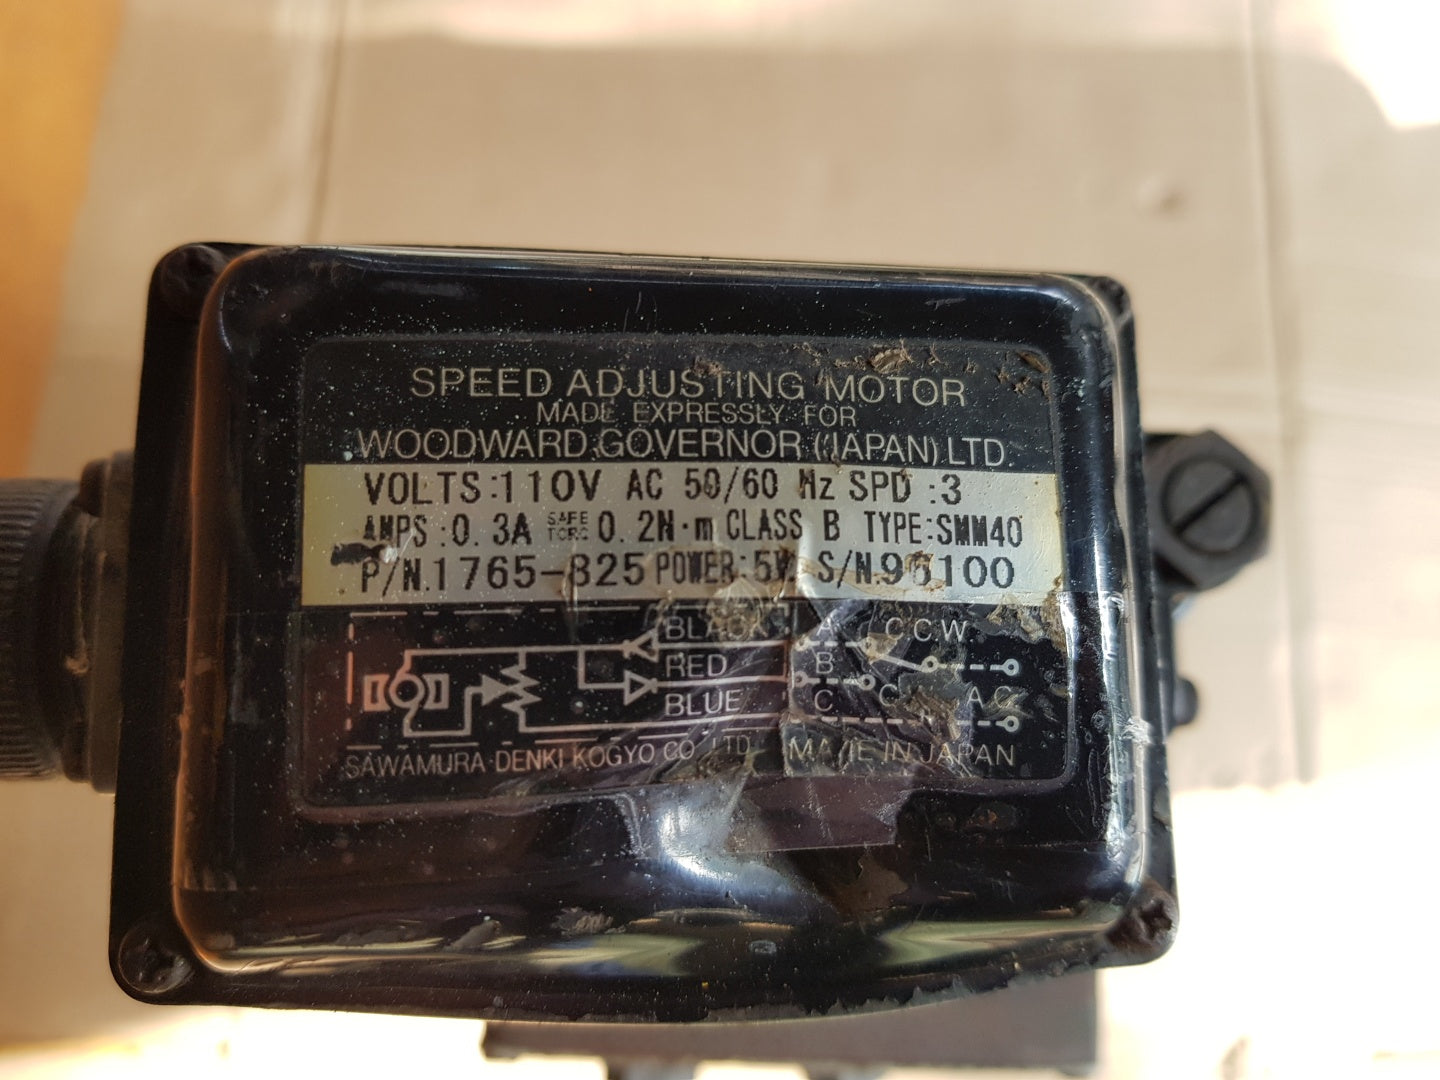 SPEED ADJUSTING MOTOR
MADE EXPRESSLY FOR
WOODWARD GOVERNOR (JAPAN) LTD.
VOLTS:110V AC 50/60 Hz SPD :3
AMPS:0.3A SAFE TORC 0.2N·m CLASS B TYPE:SMM40
P/N.1765-825 POWER:5W S/N
BLACK A CCW
RED B
BLUE C C AC
SAWAMURA DENKI KOGYO CO LTD MADE IN JAPAN